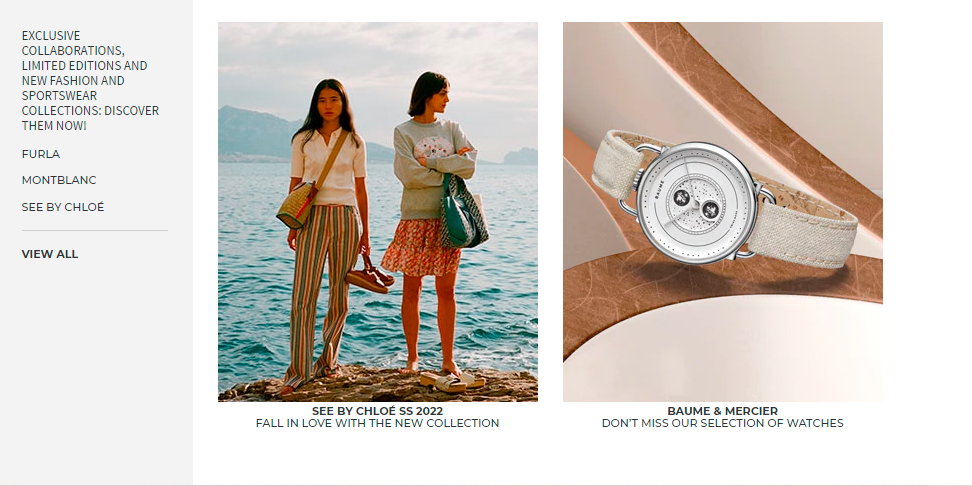 EXCLUSIVE
COLLABORATIONS,
LIMITED EDITIONS AND
NEW FASHION AND
SPORTSWEAR
COLLECTIONS: DISCOVER
THEM NOW!
FURLA
MONTBLANC
SEE BY CHLOÉ
VIEW ALL
BAUME
SEE BY CHLOÉ SS 2022
FALL IN LOVE WITH THE NEW COLLECTION
BAUME & MERCIER
DON'T MISS OUR SELECTION OF WATCHES